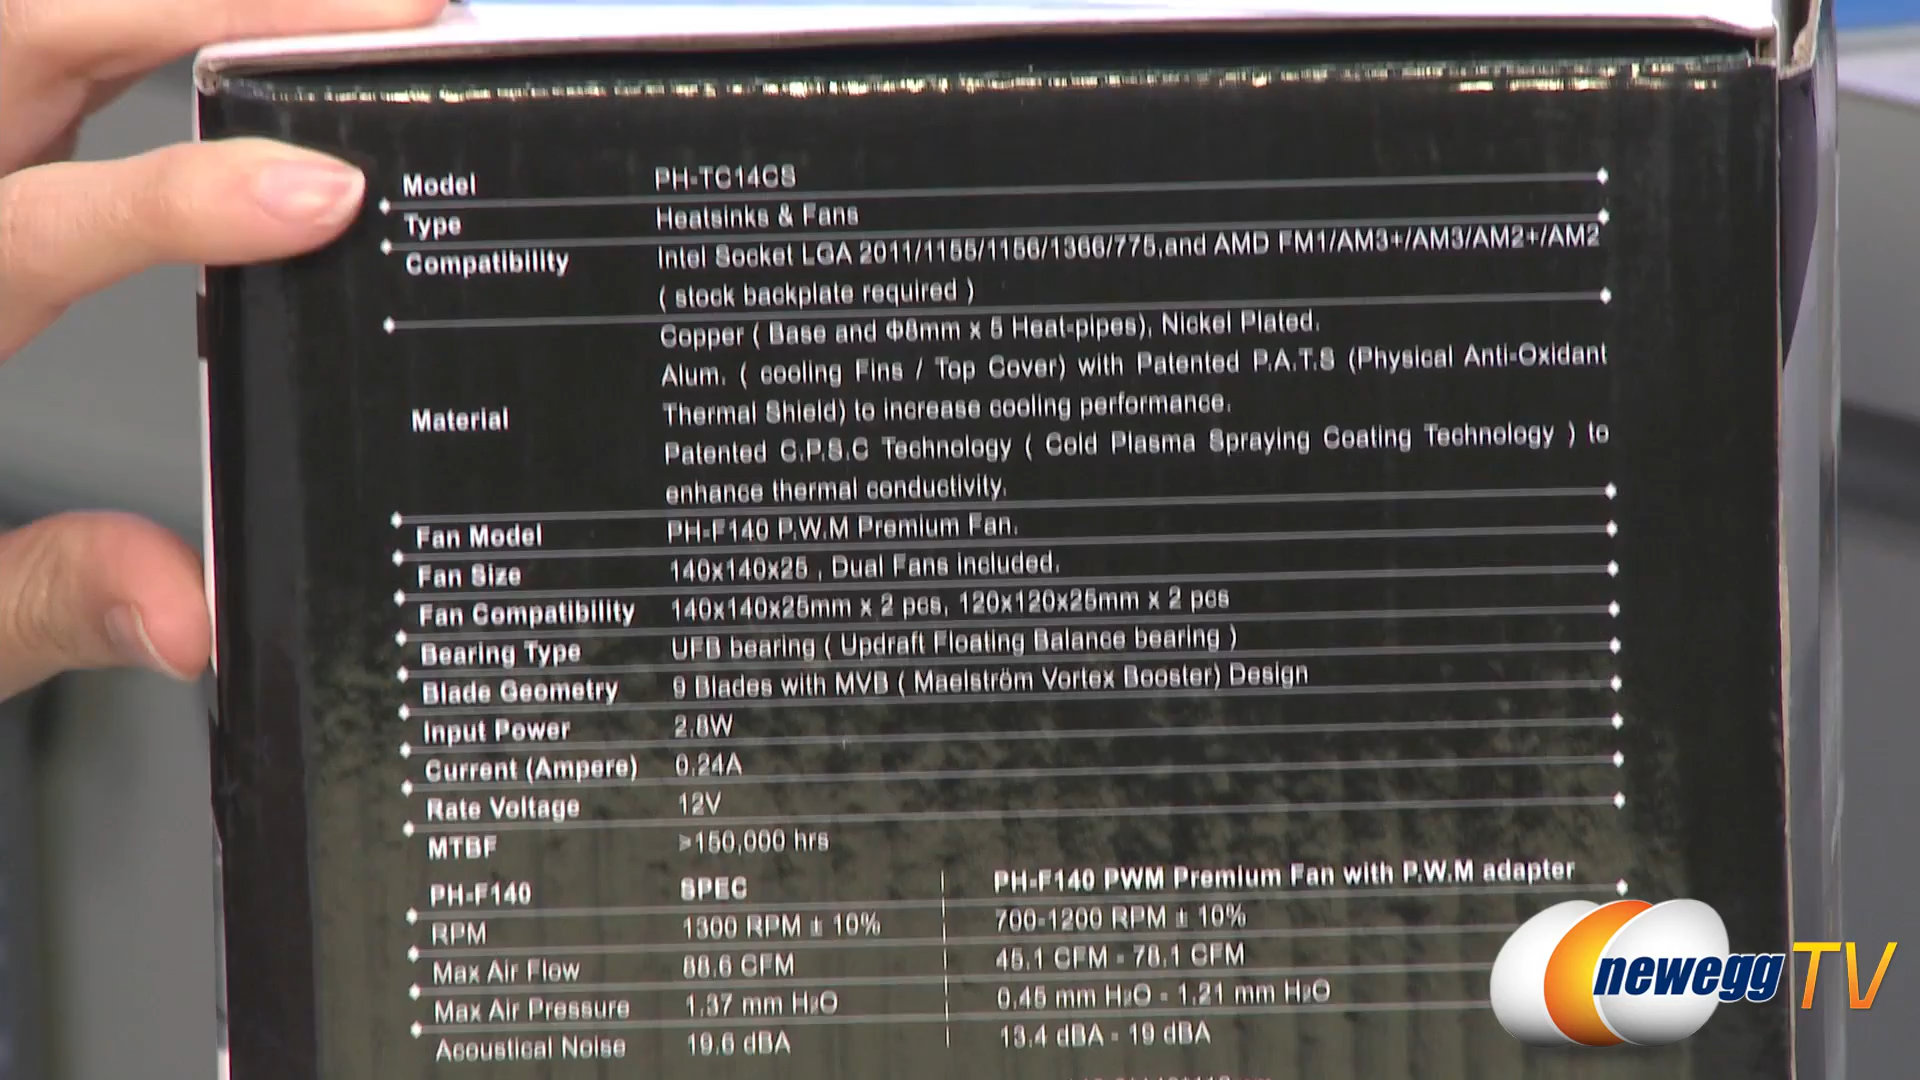 Model PH-TC14CS
Type Heatsinks & Fans
Compatibility Intel Socket LGA 2011/1155/1156/1366/775,and AMD FM1/AM3+/AM3/AM2+/AM2
( stock backplate required )
Copper ( Base and Φ8mm x 5 Heat-pipes), Nickel Plated.
Alum. ( cooling Fins / Top Cover) with Patented P.A.T.S (Physical Anti-Oxidant
Material Thermal Shield) to increase cooling performance.
Patented C.P.S.C Technology ( Cold Plasma Spraying Coating Technology ) to
enhance thermal conductivity.
Fan Model PH-F140 P.W.M Premium Fan.
Fan Size 140x140x25 , Dual Fans included.
Fan Compatibility 140x140x25mm x 2 pcs, 120x120x25mm x 2 pcs
Bearing Type UFB bearing ( Updraft Floating Balance bearing )
Blade Geometry 9 Blades with MVB ( Maelström Vortex Booster) Design
Input Power 2.8W
Current (Ampere) 0.24A
Rate Voltage 12V
MTBF >150,000 hrs
PH-F140 SPEC PH-F140 PWM Premium Fan with P.W.M adapter
RPM 1300 RPM ± 10% 700-1200 RPM ± 10%
Max Air Flow 88.6 CFM 45.1 CFM - 78.1 CFM
Max Air Pressure 1.37 mm H₂O 0.45 mm H₂O - 1.21 mm H₂O
Acoustical Noise 19.6 dBA 13.4 dBA - 19 dBA
newegg TV